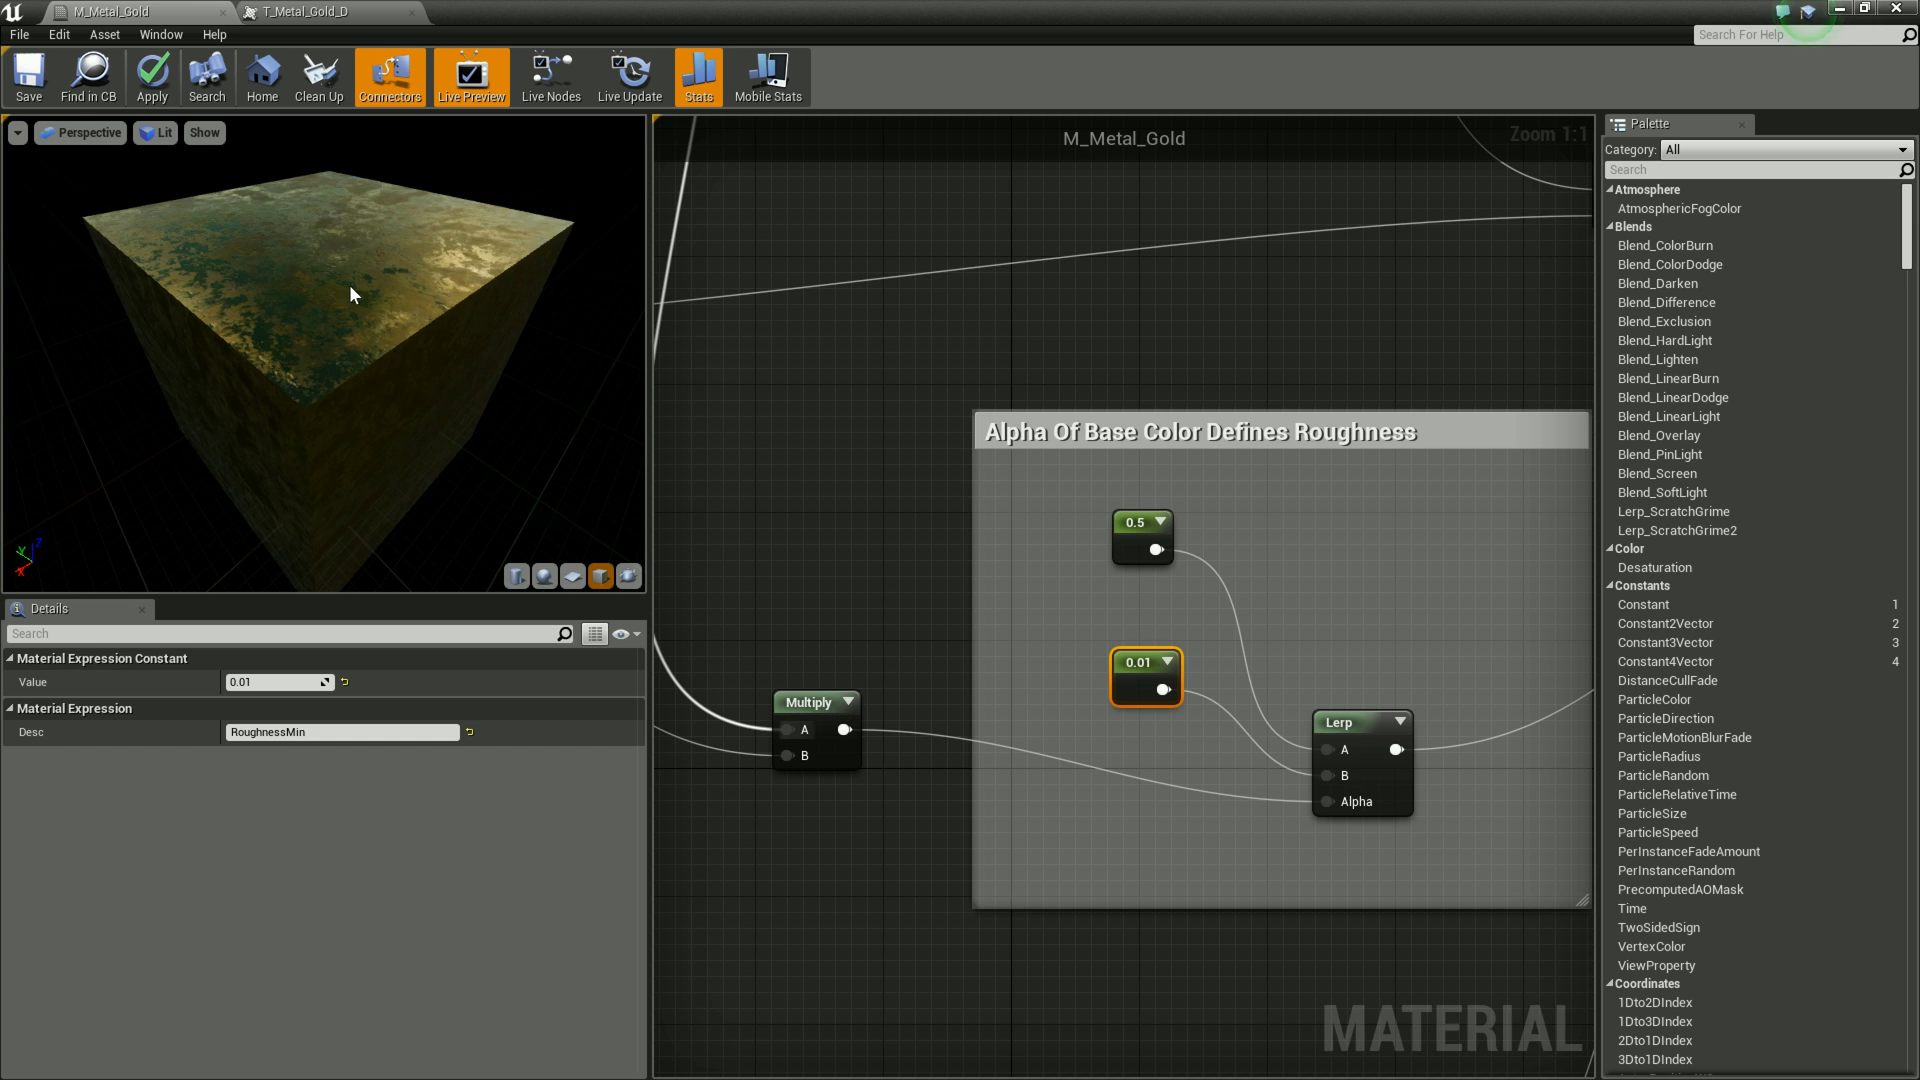 M_Metal_Gold
T_Metal_Gold_D
File Edit Asset Window Help
Search For Help
Save Find in CB Apply Search Home Clean Up Connectors Live Preview Live Nodes Live Update Stats Mobile Stats
Perspective Lit Show
M_Metal_Gold
Zoom 1:1
Alpha Of Base Color Defines Roughness
0.5
0.01
Multiply
A
B
Lerp
A
B
Alpha
MATERIAL
Z
Y
X
Details
Search
Material Expression Constant
Value 0.01
Material Expression
Desc RoughnessMin
Palette
Category: All
Search
Atmosphere
AtmosphericFogColor
Blends
Blend_ColorBurn
Blend_ColorDodge
Blend_Darken
Blend_Difference
Blend_Exclusion
Blend_HardLight
Blend_Lighten
Blend_LinearBurn
Blend_LinearDodge
Blend_LinearLight
Blend_Overlay
Blend_PinLight
Blend_Screen
Blend_SoftLight
Lerp_ScratchGrime
Lerp_ScratchGrime2
Color
Desaturation
Constants
Constant 1
Constant2Vector 2
Constant3Vector 3
Constant4Vector 4
DistanceCullFade
ParticleColor
ParticleDirection
ParticleMotionBlurFade
ParticleRadius
ParticleRandom
ParticleRelativeTime
ParticleSize
ParticleSpeed
PerInstanceFadeAmount
PerInstanceRandom
PrecomputedAOMask
Time
TwoSidedSign
VertexColor
ViewProperty
Coordinates
1Dto2DIndex
1Dto3DIndex
2Dto1DIndex
3Dto1DIndex